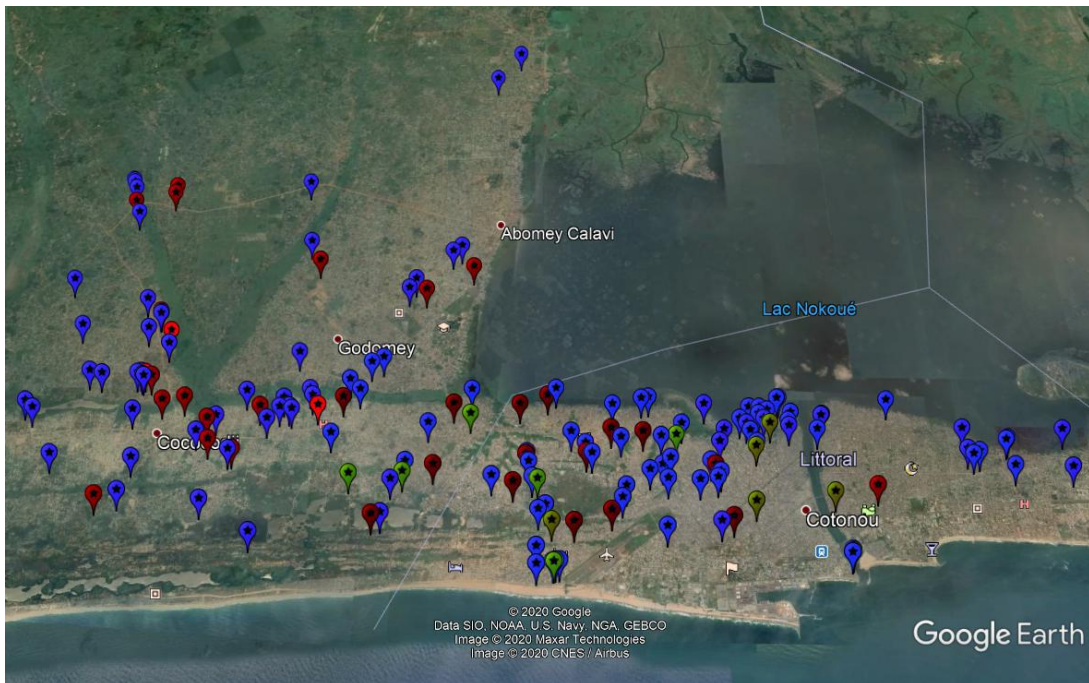 Abomey Calavi
Lac Nokoué
Godomey
Littoral
Cotonou
H
© 2020 Google
Data SIO, NOAA, U.S. Navy, NGA, GEBCO
Image © 2020 Maxar Technologies
Image © 2020 CNES / Airbus
Google Earth